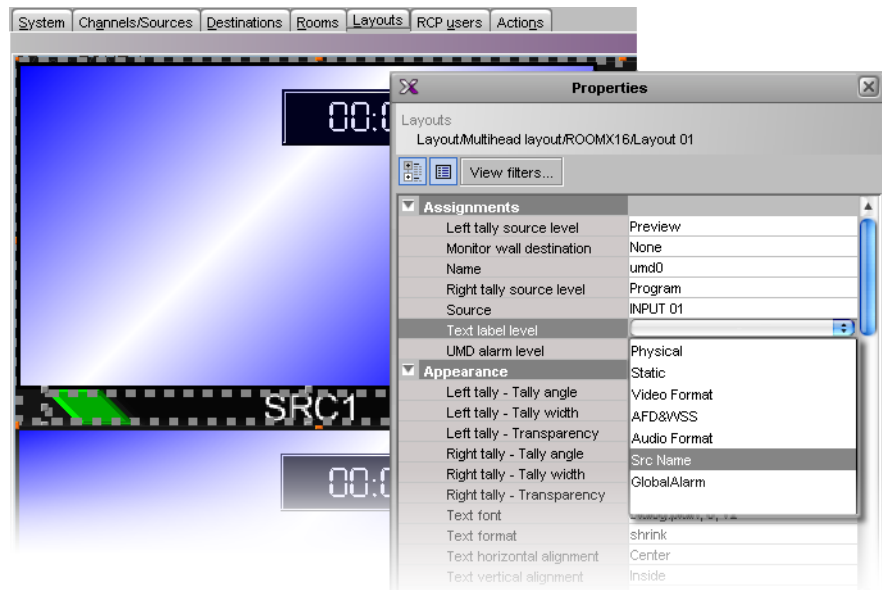 System Channels/Sources Destinations Rooms Layouts RCP users Actions
Properties
Layouts
Layout/Multihead layout/ROOMX16/Layout 01
View filters...
Assignments
Left tally source level Preview
Monitor wall destination None
Name umd0
Right tally source level Program
Source INPUT 01
Text label level
UMD alarm level
Physical
Static
Video Format
AFD&WSS
Audio Format
Src Name
GlobalAlarm
Appearance
Left tally - Tally angle
Left tally - Tally width
Left tally - Transparency
Right tally - Tally angle
Right tally - Tally width
Right tally - Transparency
Text font
Text format shrink
Text horizontal alignment Center
Text vertical alignment Inside
00:0
SRC1
00:0